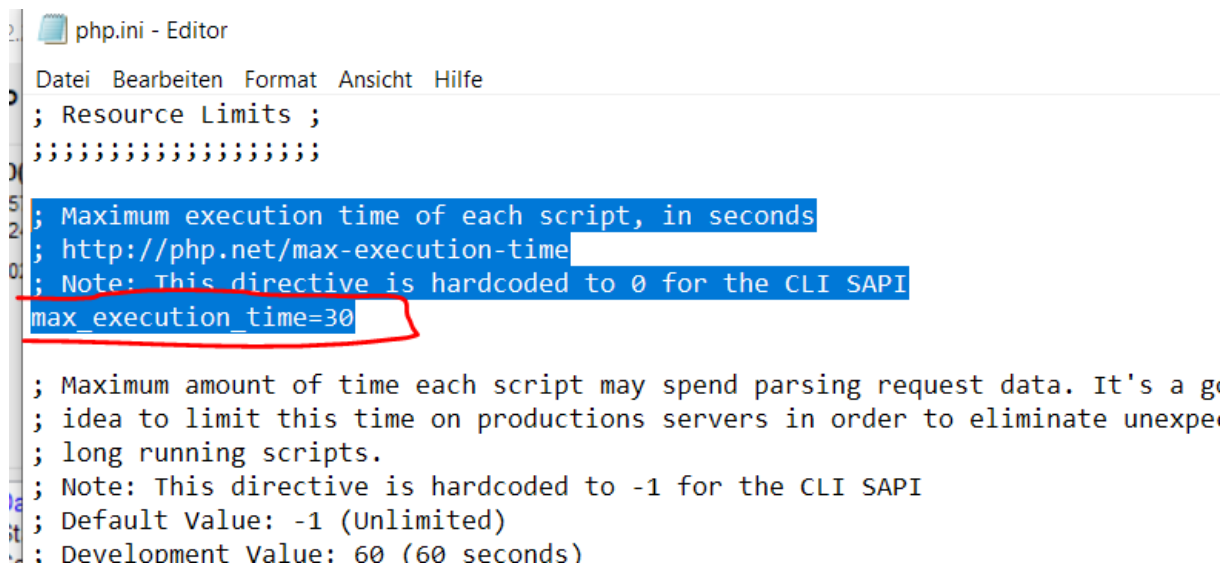 php.ini - Editor
Datei Bearbeiten Format Ansicht Hilfe
; Resource Limits ;
;;;;;;;;;;;;;;;;;;;
; Maximum execution time of each script, in seconds
; http://php.net/max-execution-time
; Note: This directive is hardcoded to 0 for the CLI SAPI
max_execution_time=30
; Maximum amount of time each script may spend parsing request data. It's a
; idea to limit this time on productions servers in order to eliminate
; long running scripts.
; Note: This directive is hardcoded to -1 for the CLI SAPI
; Default Value: -1 (Unlimited)
; Development Value: 60 (60 seconds)